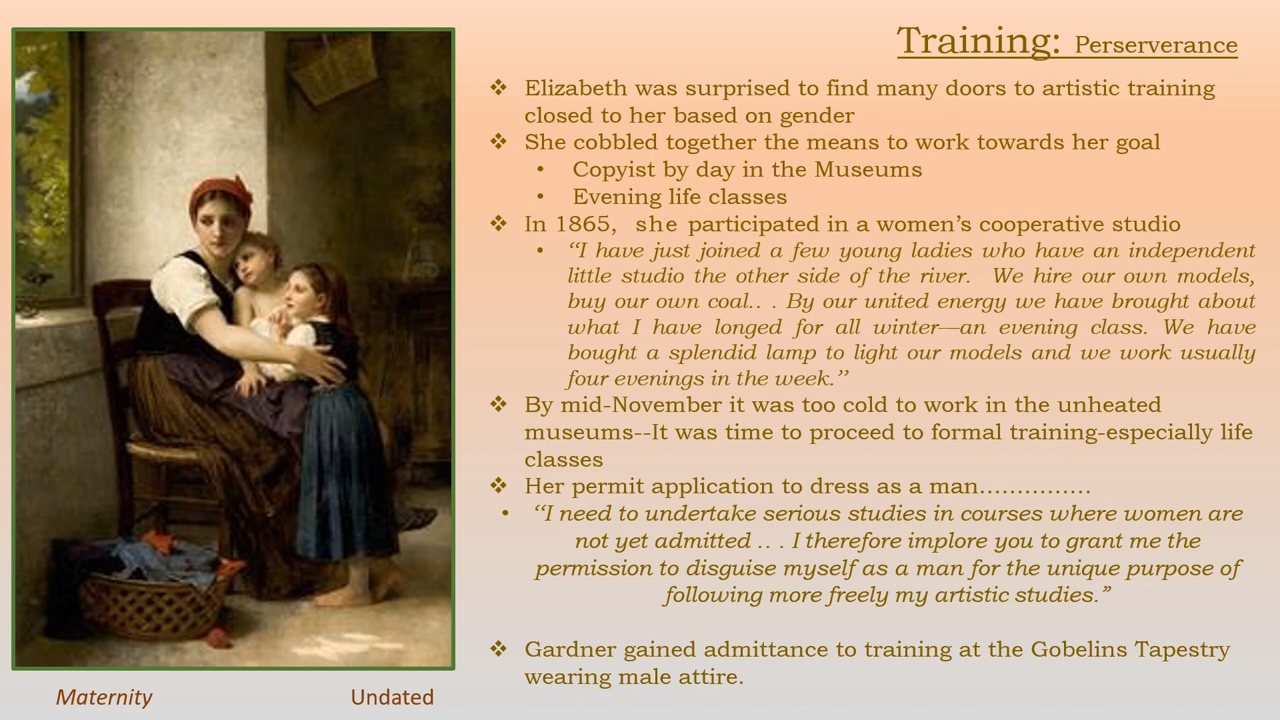 Training: Perserverance
❖ Elizabeth was surprised to find many doors to artistic training
closed to her based on gender
❖ She cobbled together the means to work towards her goal
• Copyist by day in the Museums
• Evening life classes
❖ In 1865, she participated in a women’s cooperative studio
• “I have just joined a few young ladies who have an independent
little studio the other side of the river. We hire our own models,
buy our own coal.. . By our united energy we have brought about
what I have longed for all winter—an evening class. We have
bought a splendid lamp to light our models and we work usually
four evenings in the week.”
❖ By mid-November it was too cold to work in the unheated
museums--It was time to proceed to formal training-especially life
classes
❖ Her permit application to dress as a man……………
• “I need to undertake serious studies in courses where women are
not yet admitted .. . I therefore implore you to grant me the
permission to disguise myself as a man for the unique purpose of
following more freely my artistic studies.”
❖ Gardner gained admittance to training at the Gobelins Tapestry
wearing male attire.
Maternity Undated